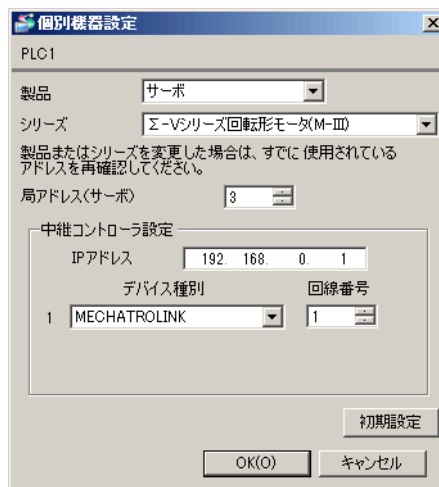 個別機器設定
PLC1
製品 サーボ
シリーズ Σ-Vシリーズ回転形モータ(M-Ⅲ)
製品またはシリーズを変更した場合は、すでに使用されている
アドレスを再確認してください。
局アドレス(サーボ) 3
中継コントローラ設定
IPアドレス 192. 168. 0. 1
デバイス種別 回線番号
1 MECHATROLINK 1
初期設定
OK(O) キャンセル